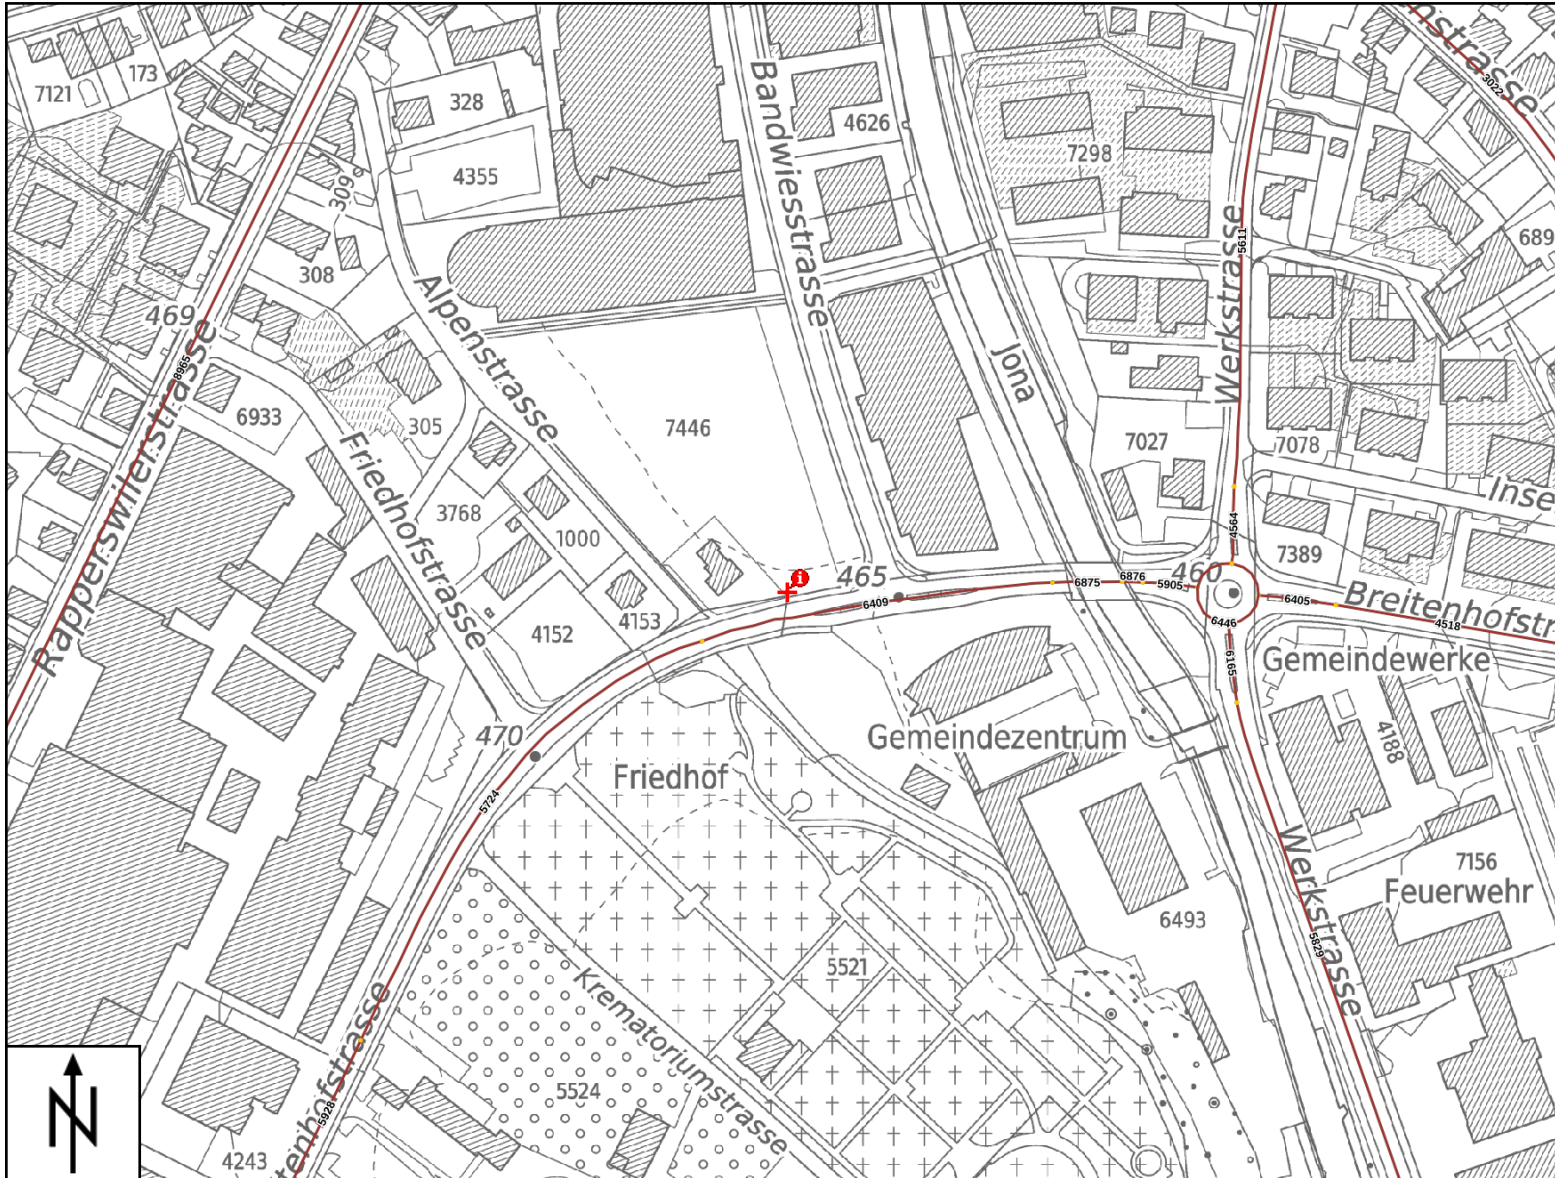 nstrasse
3022
173
7121
328
4626
7298
4355
309
Bandwiesstrasse
Werkstrasse
5611
689
308
469
Alpenstrasse
Jona
8965
Rapperswilerstrasse
6933
305
7446
7027
7078
Friedhofstrasse
Inse
3768
1000
4564
7389
465
460
6875
6876
5905
6409
6405
6446
4518
Breitenhofstr
4152
4153
6165
Gemeindewerke
470
Gemeindezentrum
4188
Friedhof
5724
Werkstrasse
7156
Feuerwehr
6493
5829
5521
Krematoriumstrasse
5524
tenhofstrasse
5928
4243
N